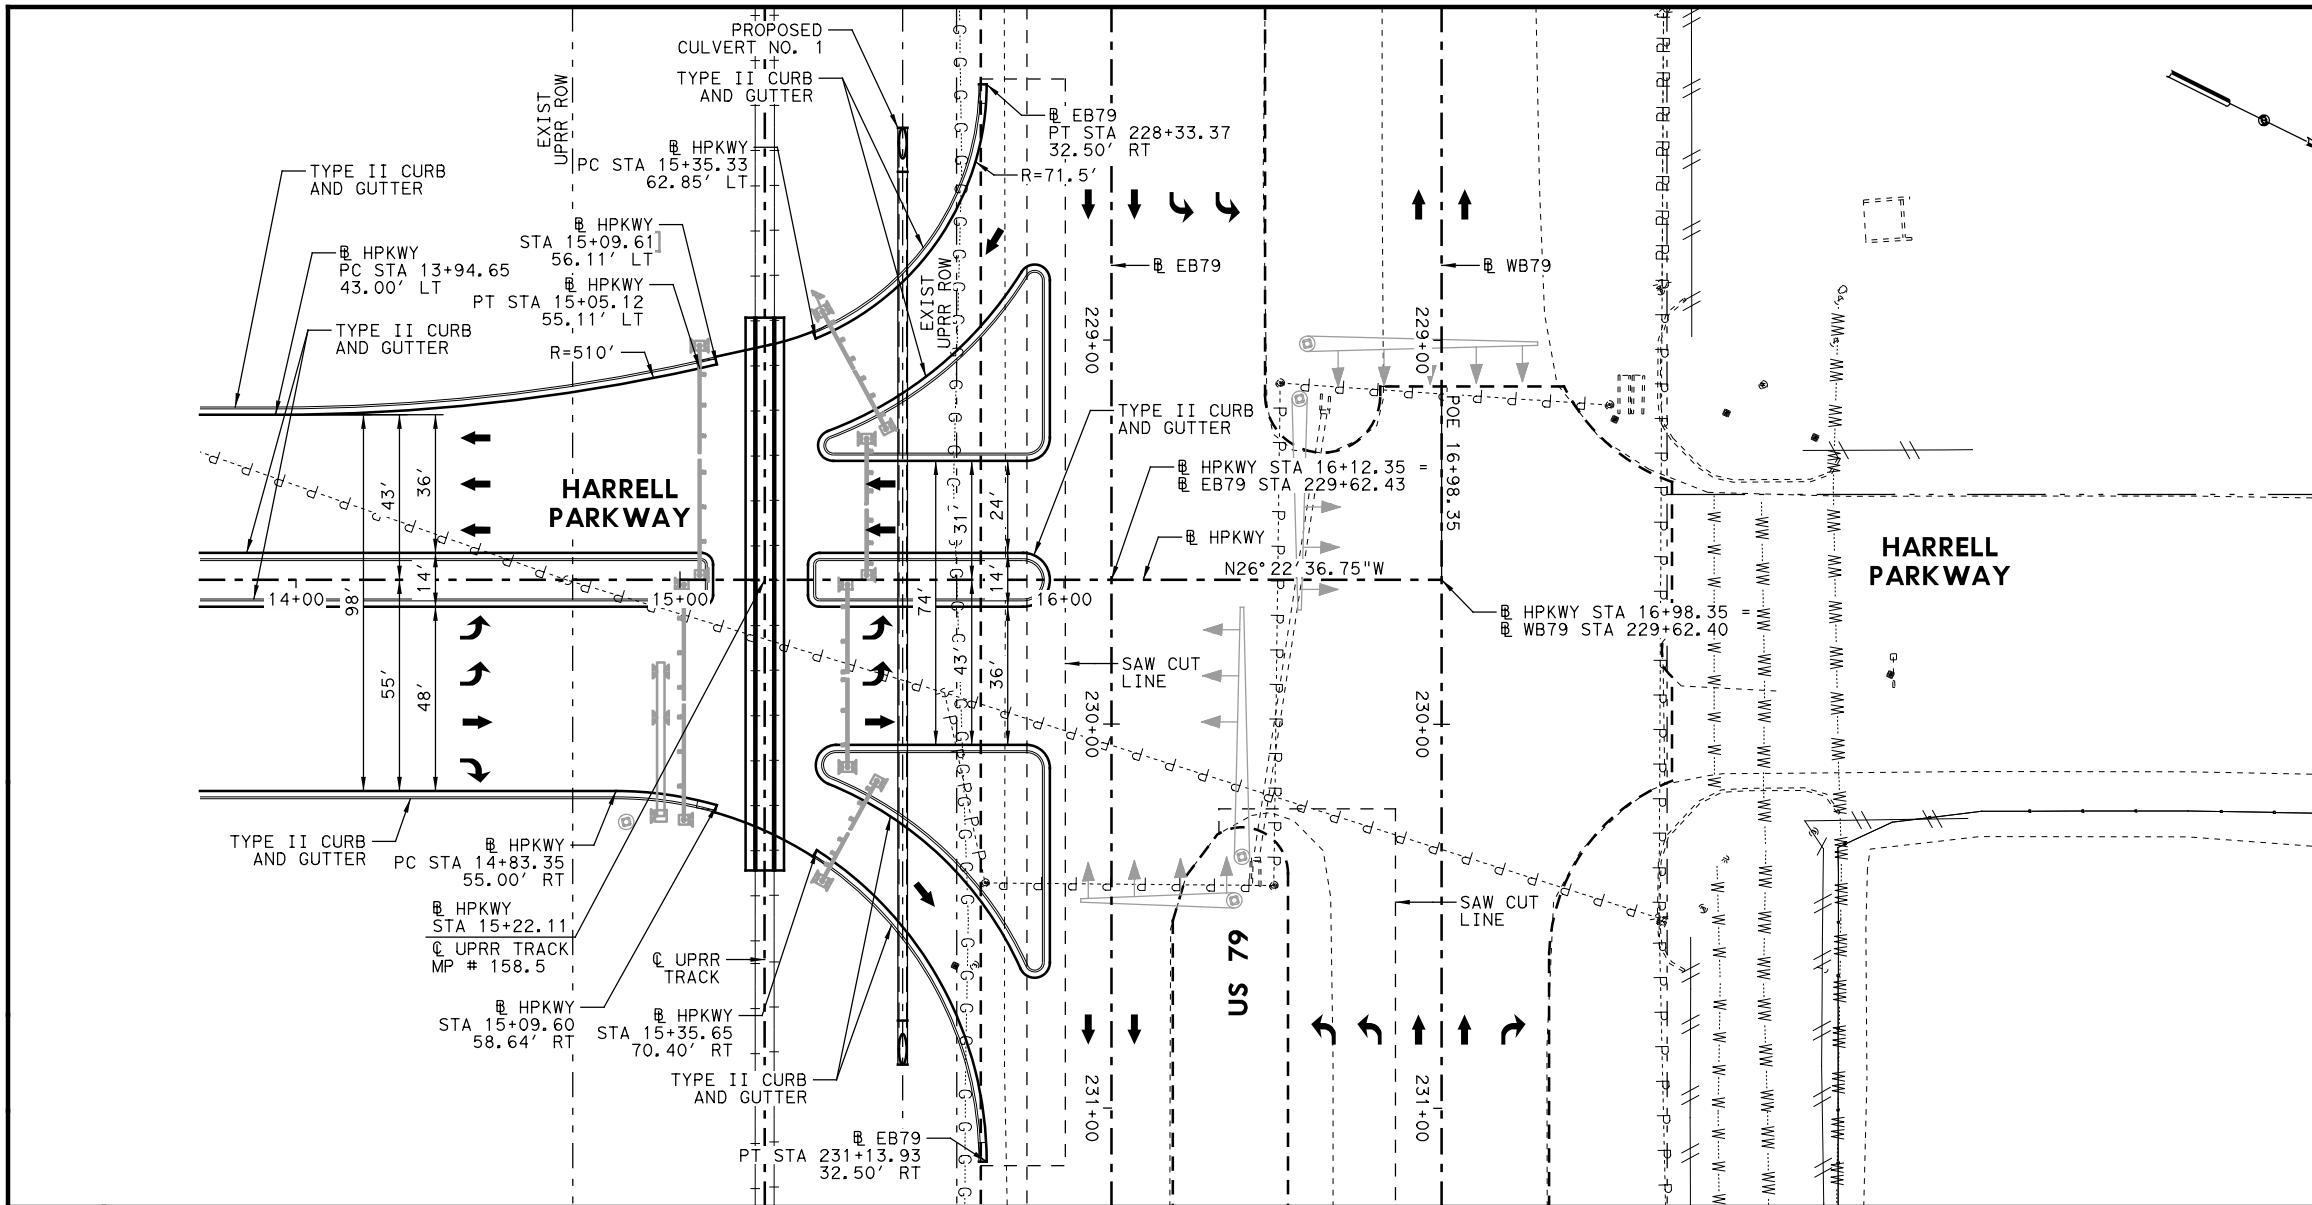 PROPOSED
CULVERT NO. 1
TYPE II CURB
AND GUTTER
EXIST
UPRR ROW
℄ EB79
PT STA 228+33.37
32.50' RT
R=71.5'
℄ HPKWY
PC STA 15+35.33
62.85' LT
TYPE II CURB
AND GUTTER
℄ HPKWY
STA 15+09.61
56.11' LT
℄ HPKWY
PC STA 13+94.65
43.00' LT
℄ HPKWY
PT STA 15+05.12
55.11' LT
TYPE II CURB
AND GUTTER
R=510'
EXIST
UPRR ROW
℄ EB79
℄ WB79
229+00
229+00
TYPE II CURB
AND GUTTER
POE 16+98.35
℄ HPKWY STA 16+12.35 =
℄ EB79 STA 229+62.43
℄ HPKWY
N26°22'36.75"W
HARRELL
PARKWAY
HARRELL
PARKWAY
43'
36'
98'
14'
55'
48'
31'
24'
74'
14'
43'
36'
14+00
15+00
16+00
℄ HPKWY STA 16+98.35 =
℄ WB79 STA 229+62.40
SAW CUT
LINE
230+00
230+00
TYPE II CURB
AND GUTTER
℄ HPKWY
PC STA 14+83.35
55.00' RT
℄ HPKWY
STA 15+22.11
℄ UPRR TRACK
MP # 158.5
℄ UPRR
TRACK
SAW CUT
LINE
US 79
℄ HPKWY
STA 15+09.60
58.64' RT
℄ HPKWY
STA 15+35.65
70.40' RT
TYPE II CURB
AND GUTTER
231+00
231+00
℄ EB79
PT STA 231+13.93
32.50' RT